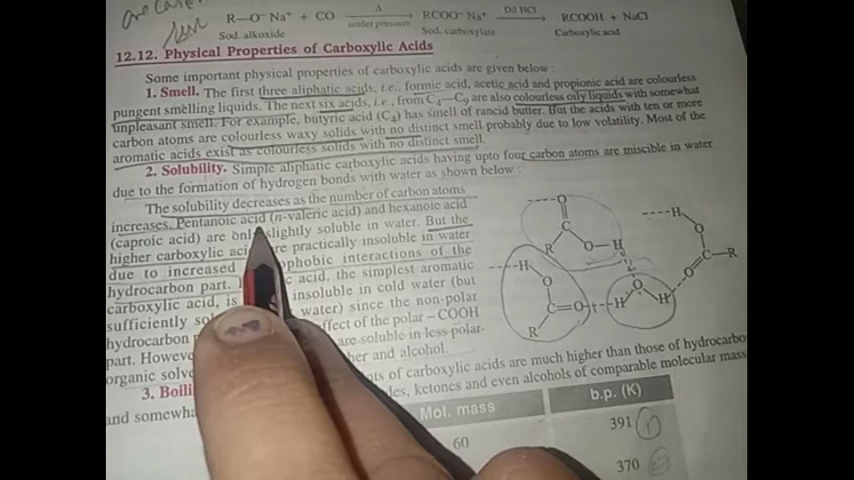 are care
R—O⁻ Na⁺ + CO →(Δ, under pressure) RCOO⁻ Na⁺ →(Dil HCl) RCOOH + NaCl
Sod. alkoxide Sod. carboxylate Carboxylic acid
12.12. Physical Properties of Carboxylic Acids
Some important physical properties of carboxylic acids are given below :
1. Smell. The first three aliphatic acids, i.e., formic acid, acetic acid and propionic acid are colourless
pungent smelling liquids. The next six acids, i.e., from C₄—C₉ are also colourless oily liquids with somewhat
unpleasant smell. For example, butyric acid (C₄) has smell of rancid butter. But the acids with ten or more
carbon atoms are colourless waxy solids with no distinct smell probably due to low volatility. Most of the
aromatic acids exist as colourless solids with no distinct smell.
2. Solubility. Simple aliphatic carboxylic acids having upto four carbon atoms are miscible in water
due to the formation of hydrogen bonds with water as shown below :
The solubility decreases as the number of carbon atoms
increases. Pentanoic acid (n-valeric acid) and hexanoic acid
(caproic acid) are only slightly soluble in water. But the
higher carboxylic practically insoluble in water
due to increased interactions of the
hydrocarbon part. acid, the simplest aromatic
carboxylic acid, is insoluble in cold water (but
sufficiently water) since the non-polar
hydrocarbon of the polar – COOH
part. are soluble in less polar
organic and alcohol.
O
C
R O—H
H
O
C=O
R
H O H
H
O
C—R
O
3. of carboxylic acids are much higher than those of
and ketones and even alcohols of comparable molecular mass
Mol. mass b.p. (K)
60 391
370